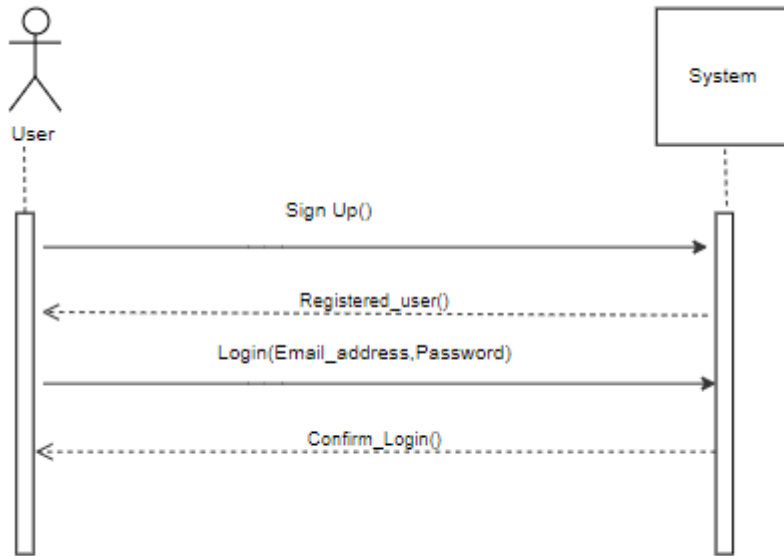 System
User
Sign Up()
Registered_user()
Login(Email_address,Password)
Confirm_Login()